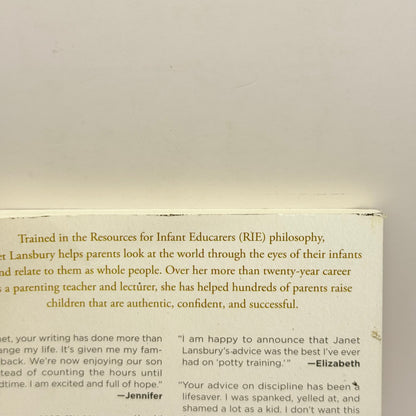 Trained in the Resources for Infant Educarers (RIE) philosophy,
Lansbury helps parents look at the world through the eyes of their infants
relate to them as whole people. Over her more than twenty-year career
a parenting teacher and lecturer, she has helped hundreds of parents raise
children that are authentic, confident, and successful.
your writing has done more than
my life. It's given me my fam-
back. We're now enjoying our son
of counting the hours until
I am excited and full of hope."
—Jennifer
"I am happy to announce that Janet
Lansbury's advice was the best I've ever
had on 'potty training.'" —Elizabeth
"Your advice on discipline has been a
lifesaver. I was spanked, yelled at, and
shamed a lot as a kid. I don't want this